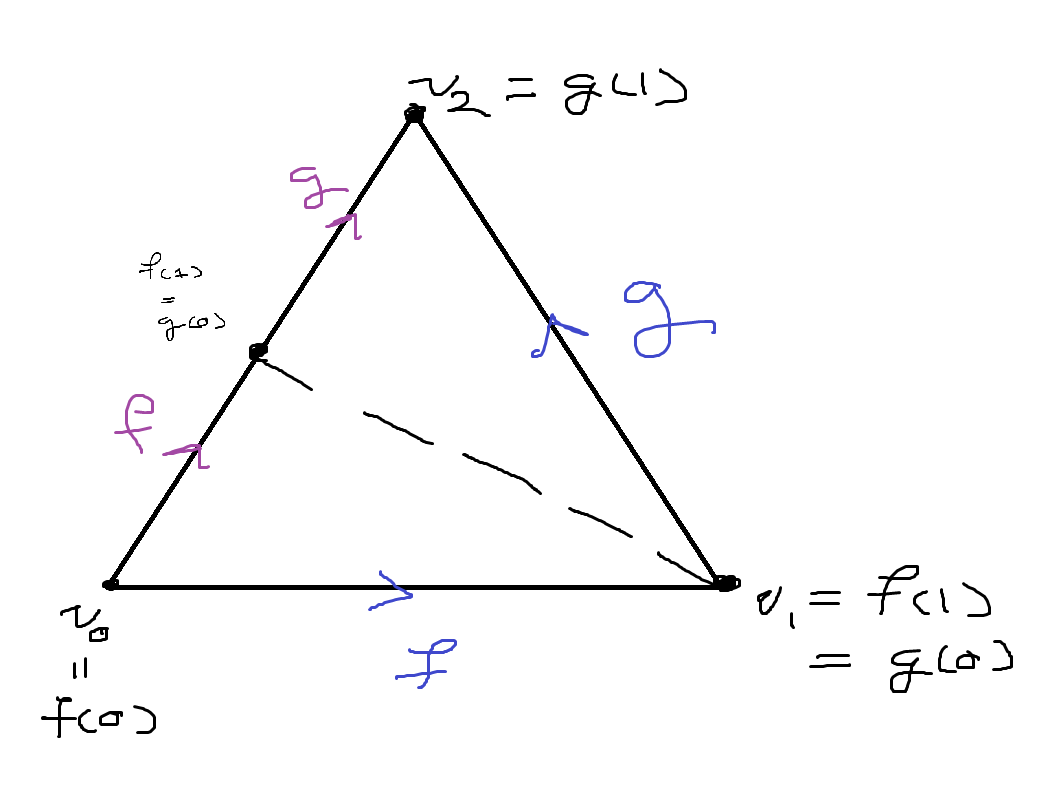 v₂ = g(1)
g
f(1)
=
g(0)
g
f
v₀
=
f(0)
f
v₁ = f(1)
= g(0)